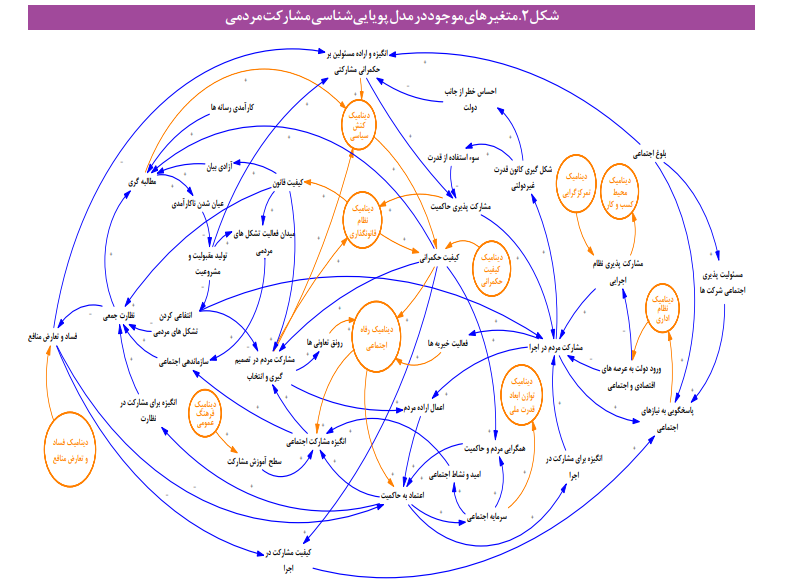 شکل۲. متغیرهای موجود در مدل پویایی‌شناسی مشارکت مردمی
انگیزه و اراده مسئولین بر
حکمرانی مشارکتی
احساس خطر از جانب
دولت
کارآمدی رسانه ها
دینامیک
کنش
سیاسی
سوء استفاده از قدرت
بلوغ اجتماعی
آزادی بیان
شکل گیری کانون قدرت
غیردولتی
مطالبه گری
کیفیت قانون
دینامیک
تمرکزگرایی
دینامیک
محیط
کسب و کار
عیان شدن ناکارآمدی
دینامیک
نظام
قانونگذاری
مشارکت پذیری حاکمیت
میدان فعالیت تشکل های
مردمی
تولید مقبولیت و
مشروعیت
کیفیت حکمرانی
دینامیک
کیفیت
حکمرانی
مشارکت پذیری نظام
اجرایی
مسئولیت پذیری
اجتماعی شرکت ها
دینامیک
نظام
اداری
نظارت جمعی
انتفاعی کردن
تشکل های مردمی
فساد و تعارض منافع
دینامیک رفاه
اجتماعی
رونق تعاونی ها
فعالیت خیریه ها
مشارکت مردم در اجرا
سازماندهی اجتماعی
مشارکت مردم در تصمیم
گیری و انتخاب
ورود دولت به عرصه های
اقتصادی و اجتماعی
دینامیک
توازن ابعاد
قدرت ملی
انگیزه برای مشارکت در
نظارت
دینامیک
فرهنگ
عمومی
اعمال اراده مردم
پاسخگویی به نیازهای
اجتماعی
دینامیک فساد
و تعارض منافع
انگیزه مشارکت اجتماعی
همگرایی مردم و حاکمیت
سطح آموزش مشارکت
امید و نشاط اجتماعی
انگیزه برای مشارکت در
اجرا
اعتماد به حاکمیت
سرمایه اجتماعی
کیفیت مشارکت در
اجرا